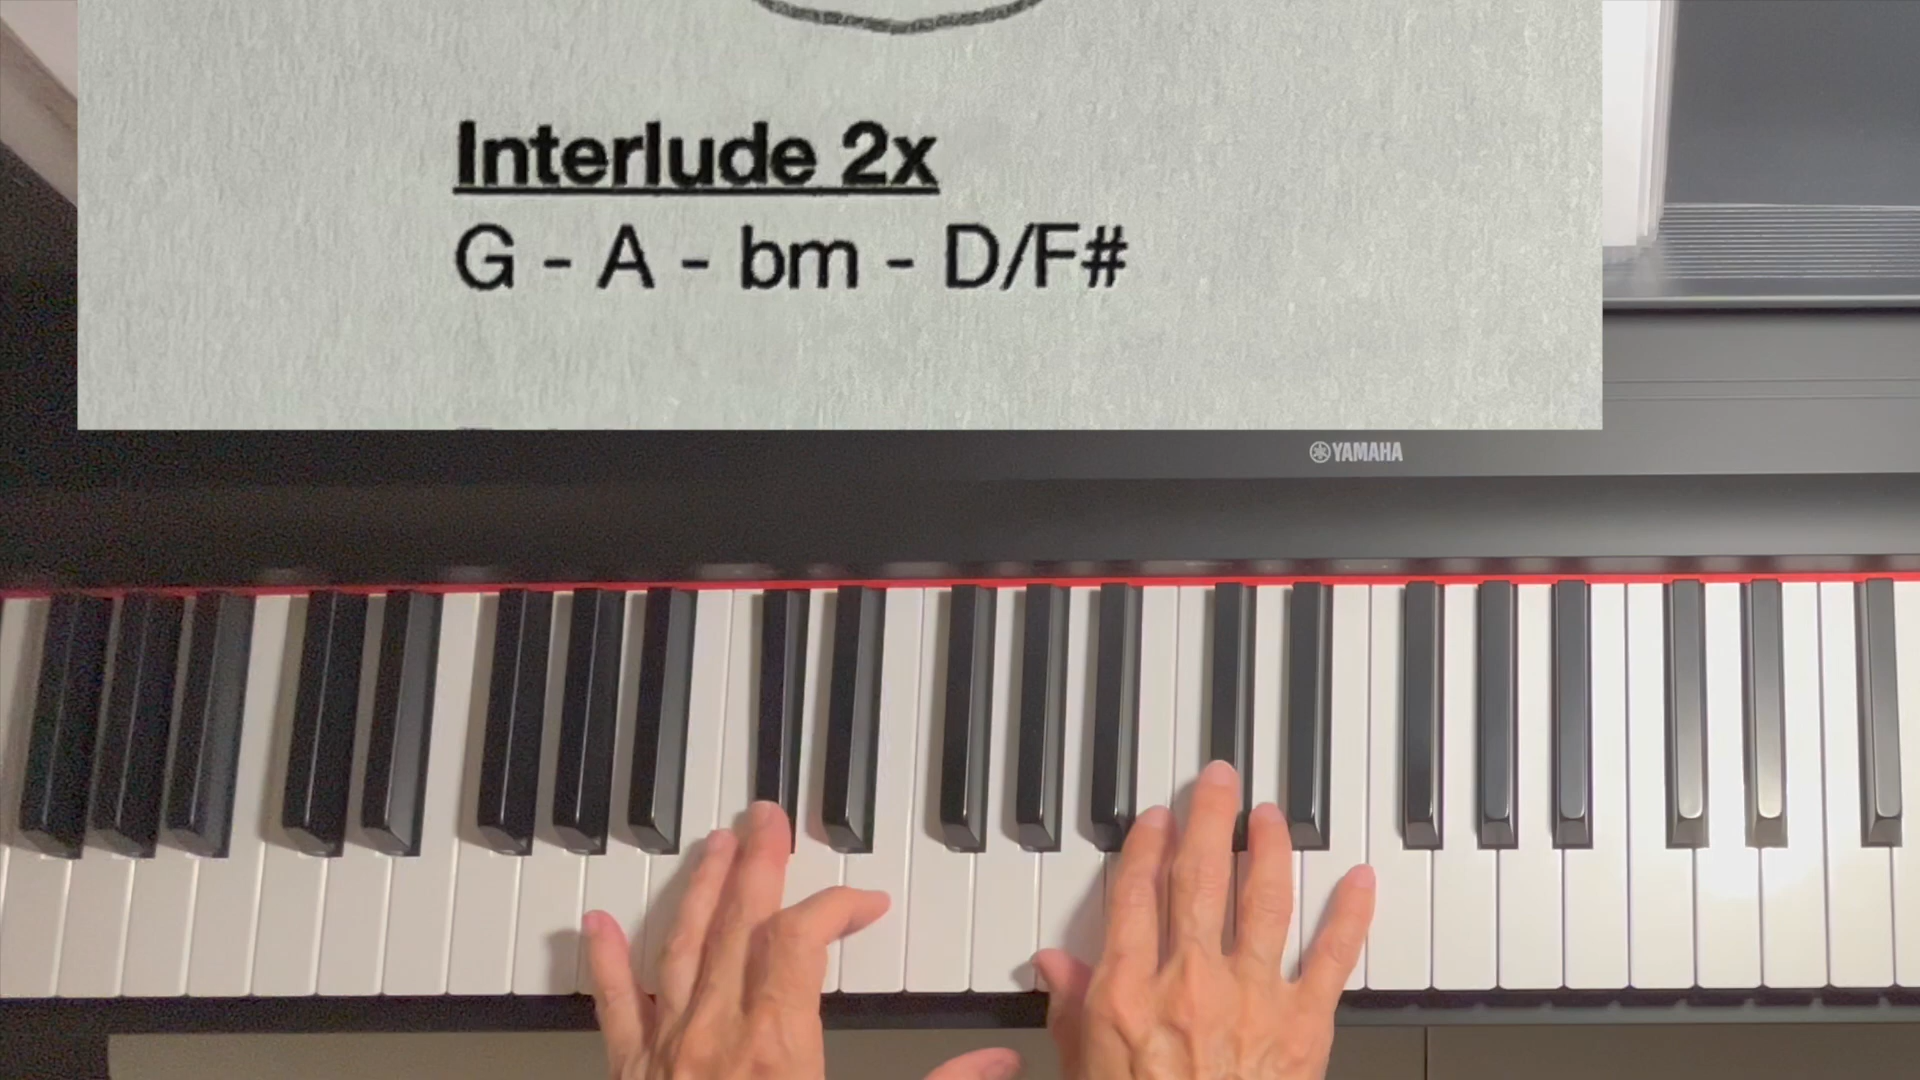 Interlude 2x
G - A - bm - D/F#
YAMAHA